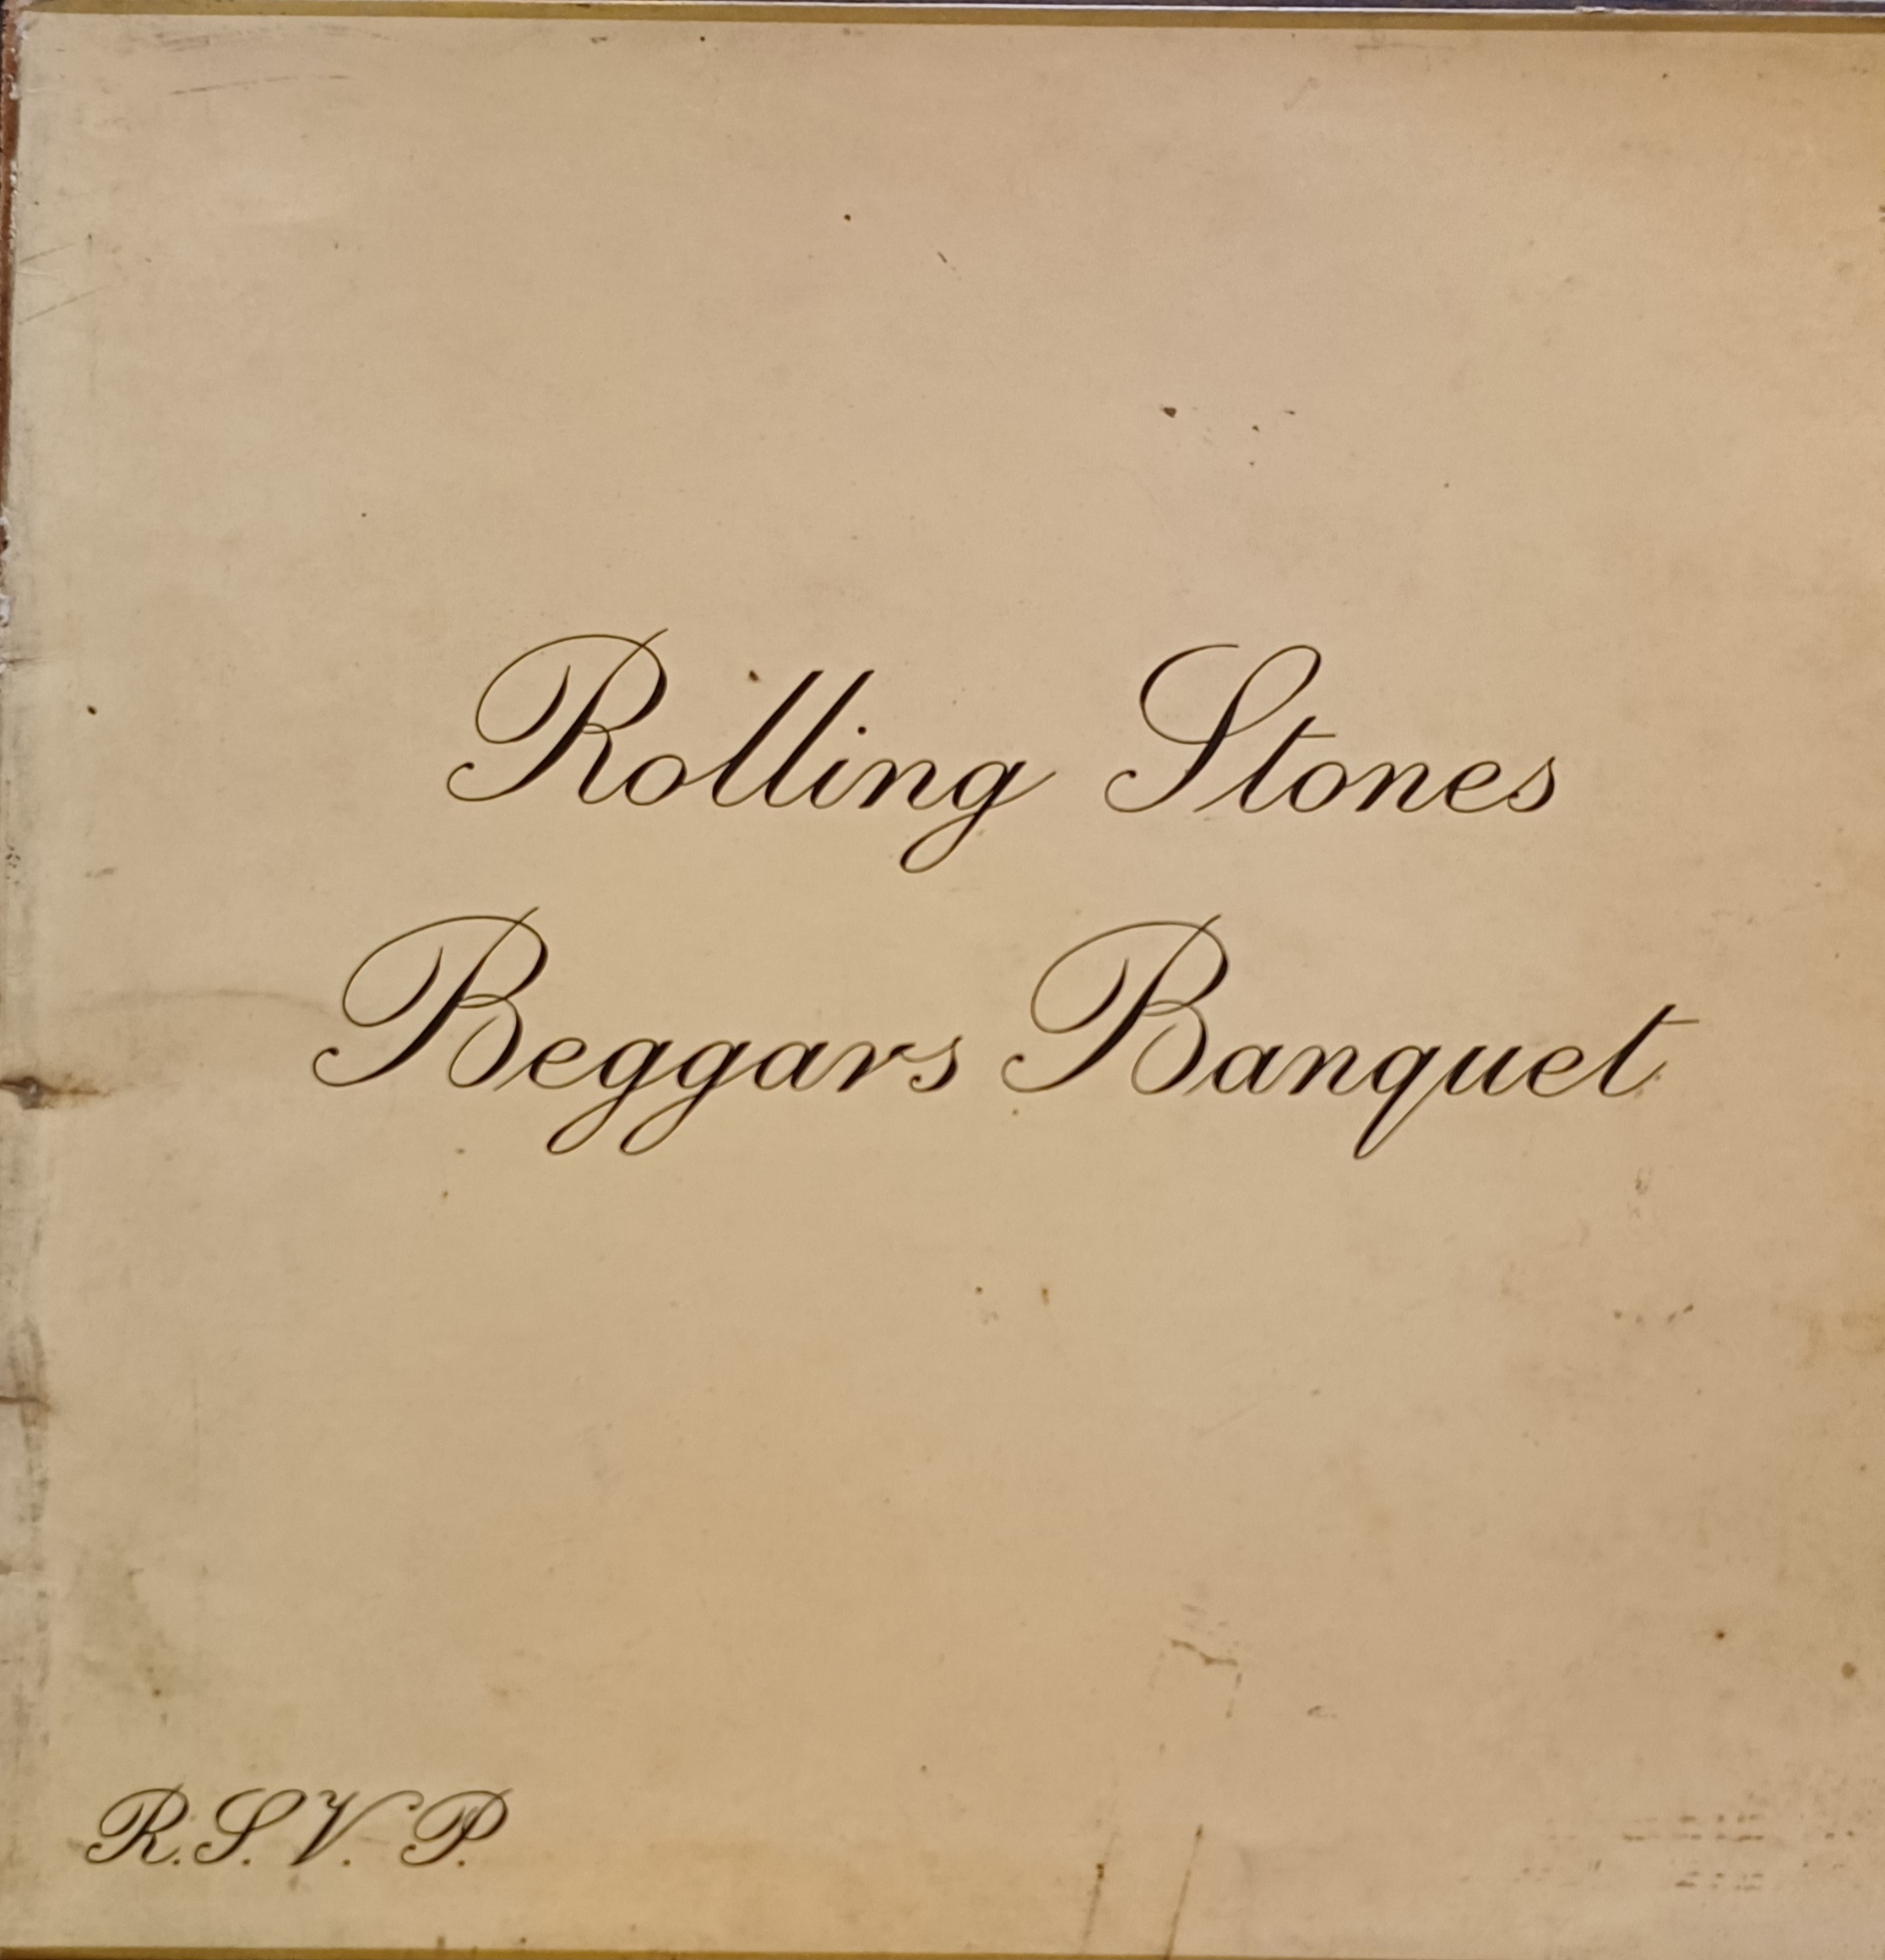 Rolling Stones
Beggars Banquet
R.S.V.P.